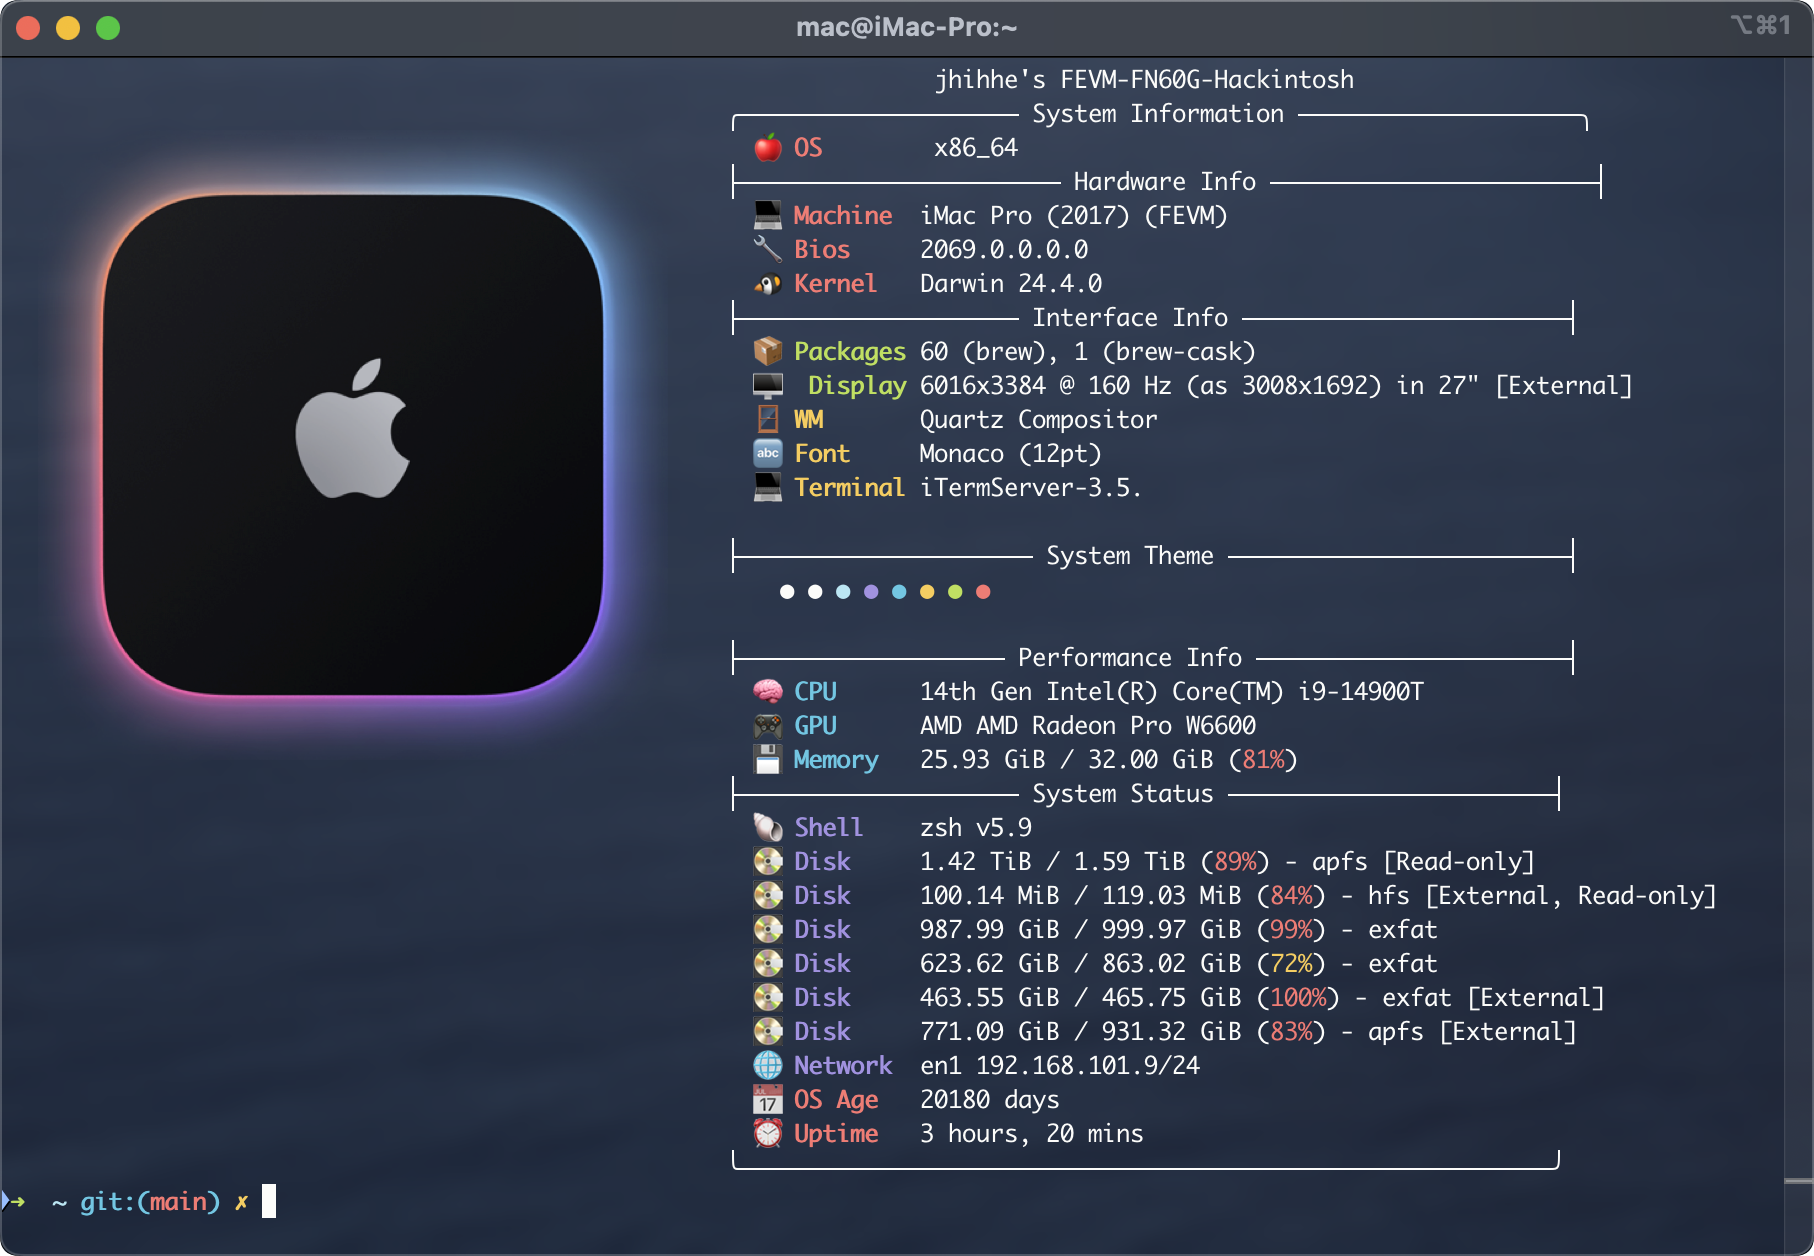 mac@iMac-Pro:~
⌥⌘1
jhihhe's FEVM-FN60G-Hackintosh
System Information
OS x86_64
Hardware Info
Machine iMac Pro (2017) (FEVM)
Bios 2069.0.0.0.0
Kernel Darwin 24.4.0
Interface Info
Packages 60 (brew), 1 (brew-cask)
Display 6016x3384 @ 160 Hz (as 3008x1692) in 27" [External]
WM Quartz Compositor
abc Font Monaco (12pt)
Terminal iTermServer-3.5.
System Theme
Performance Info
CPU 14th Gen Intel(R) Core(TM) i9-14900T
GPU AMD AMD Radeon Pro W6600
Memory 25.93 GiB / 32.00 GiB (81%)
System Status
Shell zsh v5.9
Disk 1.42 TiB / 1.59 TiB (89%) - apfs [Read-only]
Disk 100.14 MiB / 119.03 MiB (84%) - hfs [External, Read-only]
Disk 987.99 GiB / 999.97 GiB (99%) - exfat
Disk 623.62 GiB / 863.02 GiB (72%) - exfat
Disk 463.55 GiB / 465.75 GiB (100%) - exfat [External]
Disk 771.09 GiB / 931.32 GiB (83%) - apfs [External]
Network en1 192.168.101.9/24
JUL 17 OS Age 20180 days
Uptime 3 hours, 20 mins
➜ ~ git:(main) ✗